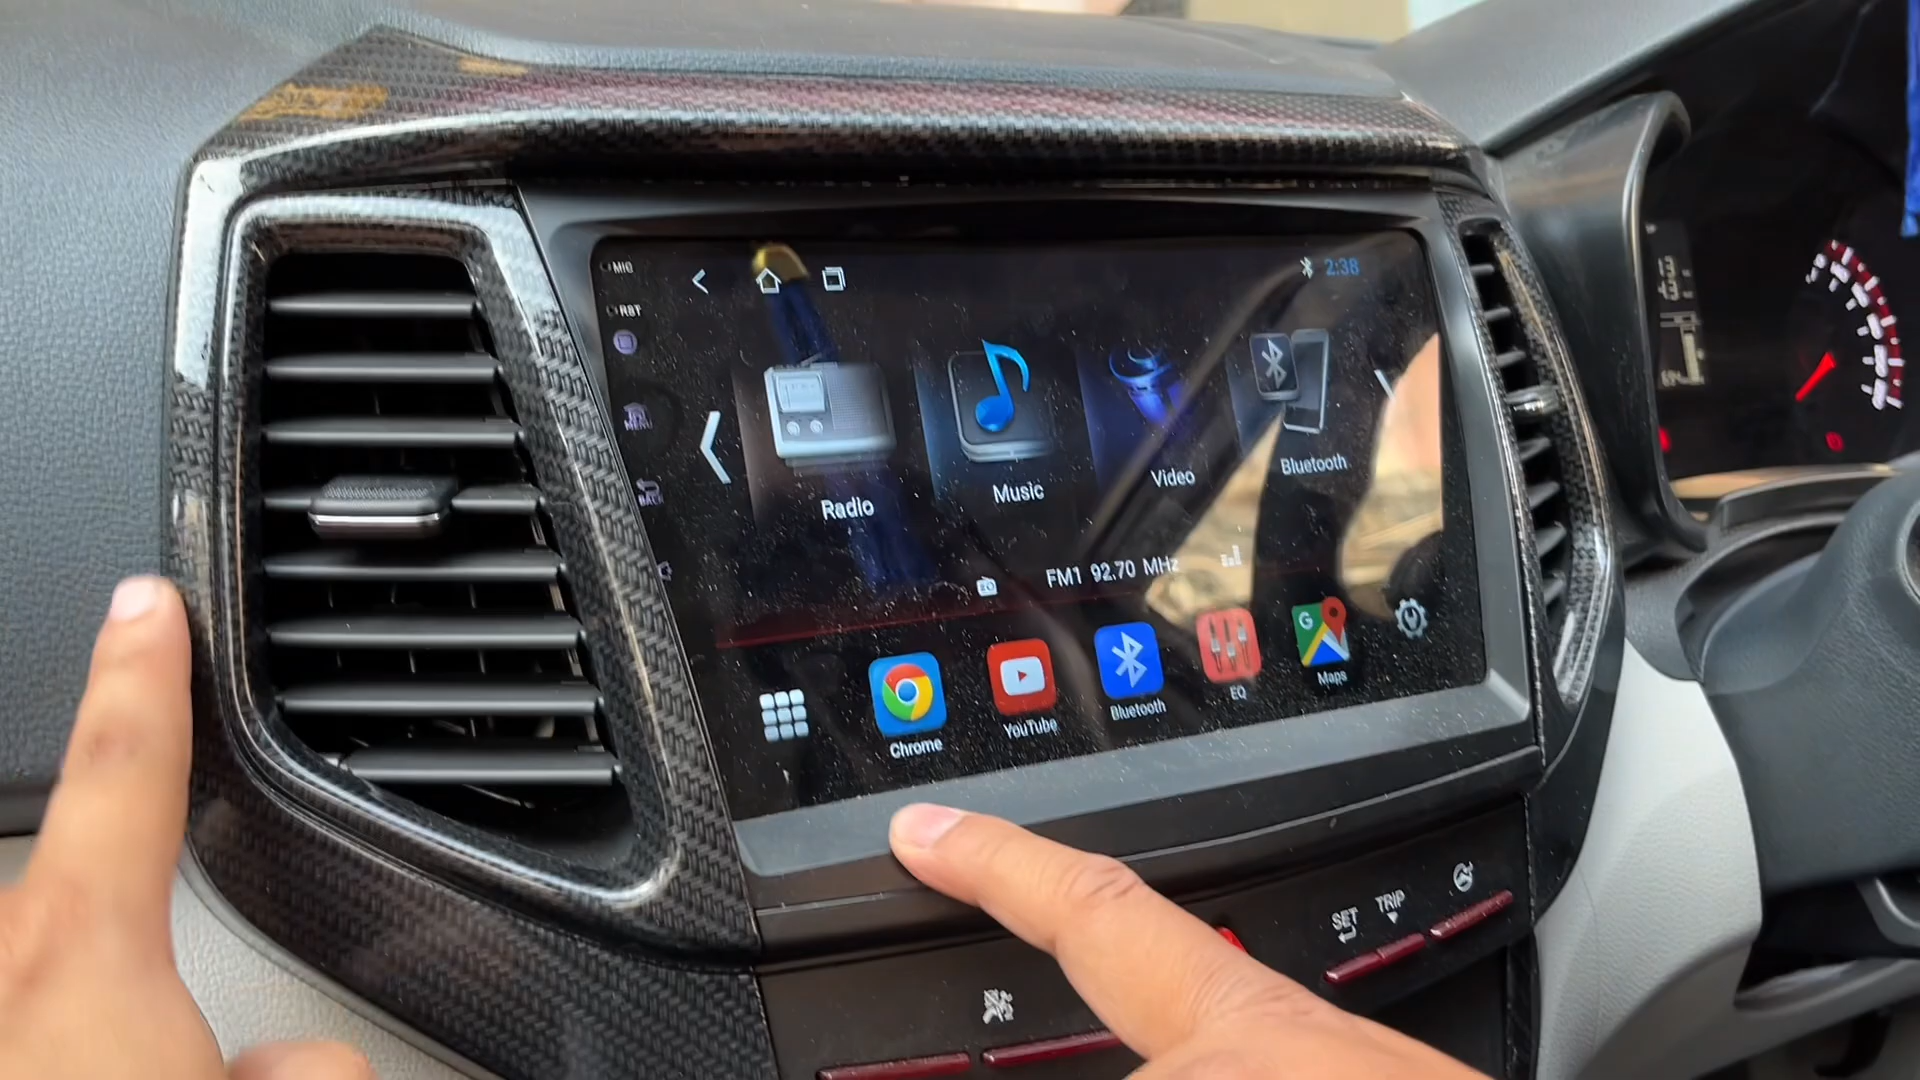 MIC
2:38
RST
MENU
BACK
Radio
Music
Video
Bluetooth
FM1 92.70 MHz
Chrome
YouTube
Bluetooth
EQ
G
Maps
SET
TRIP